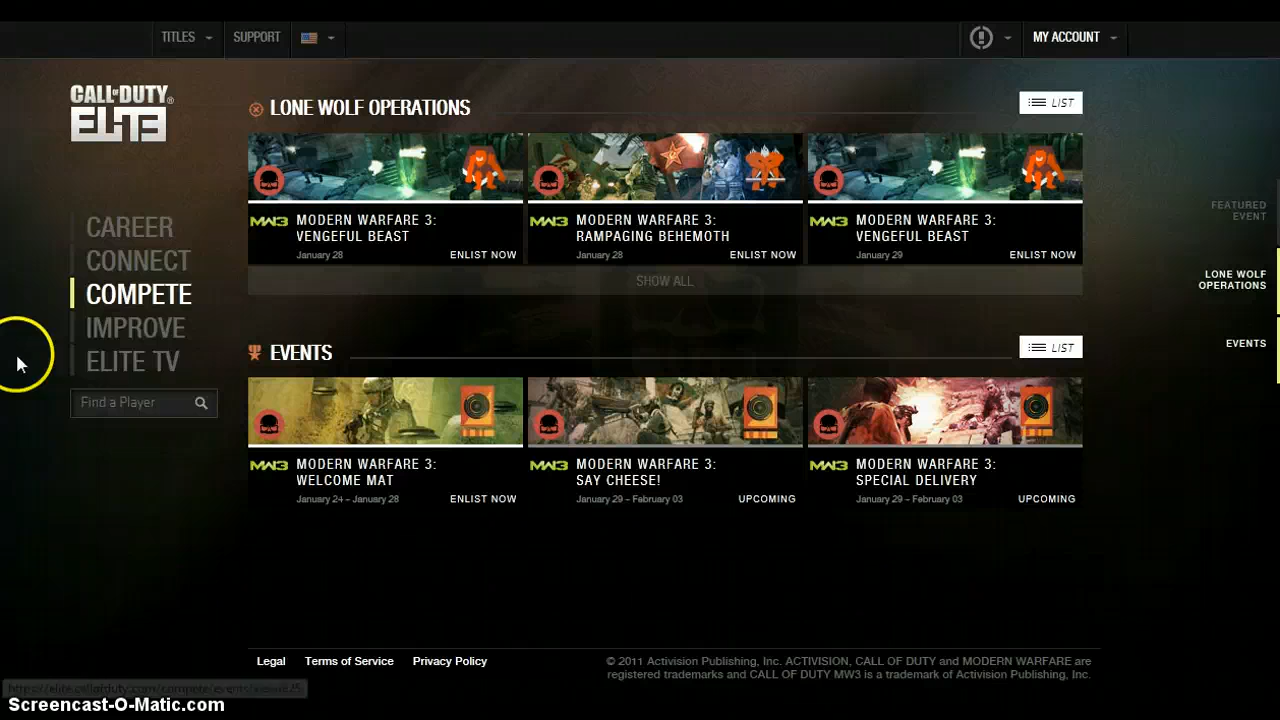 TITLES
SUPPORT
MY ACCOUNT
CALL OF DUTY
ELITE
CAREER
CONNECT
COMPETE
IMPROVE
ELITE TV
Find a Player
LONE WOLF OPERATIONS
LIST
MW3
MODERN WARFARE 3:
VENGEFUL BEAST
January 28
ENLIST NOW
MW3
MODERN WARFARE 3:
RAMPAGING BEHEMOTH
January 28
ENLIST NOW
MW3
MODERN WARFARE 3:
VENGEFUL BEAST
January 29
ENLIST NOW
SHOW ALL
EVENTS
LIST
MW3
MODERN WARFARE 3:
WELCOME MAT
January 24 – January 28
ENLIST NOW
MW3
MODERN WARFARE 3:
SAY CHEESE!
January 29 – February 03
UPCOMING
MW3
MODERN WARFARE 3:
SPECIAL DELIVERY
January 29 – February 03
UPCOMING
FEATURED
EVENT
LONE WOLF
OPERATIONS
EVENTS
Legal
Terms of Service
Privacy Policy
© 2011 Activision Publishing, Inc. ACTIVISION, CALL OF DUTY and MODERN WARFARE are
registered trademarks and CALL OF DUTY MW3 is a trademark of Activision Publishing, Inc.
Screencast-O-Matic.com